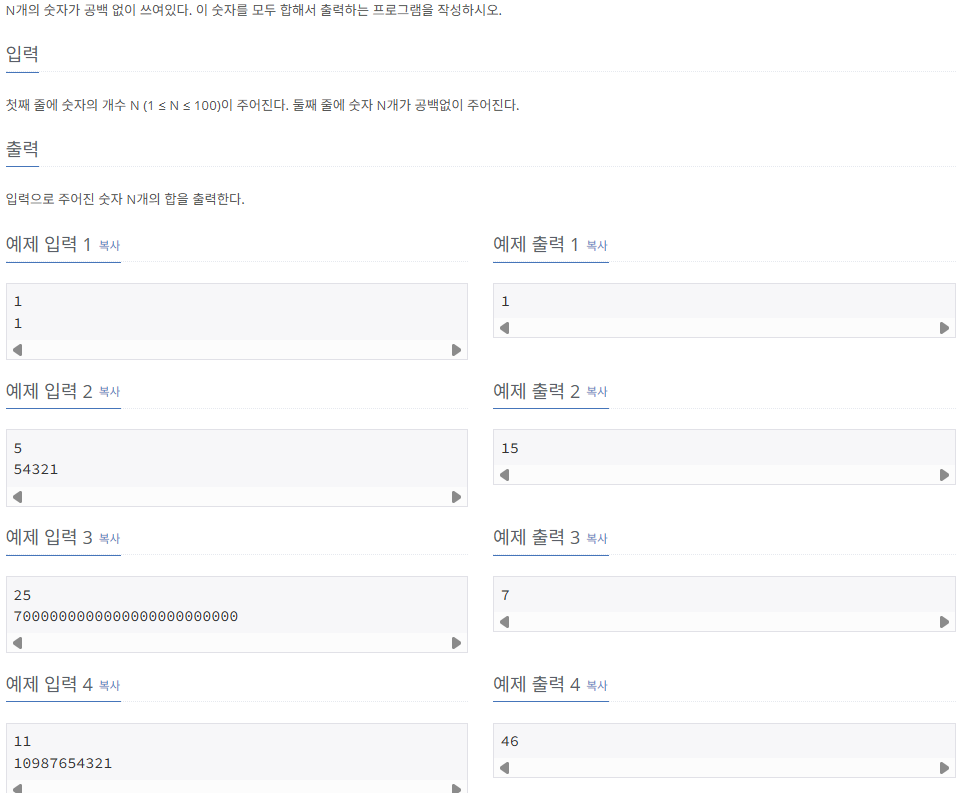 N개의 숫자가 공백 없이 쓰여있다. 이 숫자를 모두 합해서 출력하는 프로그램을 작성하시오.
입력
첫째 줄에 숫자의 개수 N (1 ≤ N ≤ 100)이 주어진다. 둘째 줄에 숫자 N개가 공백없이 주어진다.
출력
입력으로 주어진 숫자 N개의 합을 출력한다.
예제 입력 1 복사
1
1
예제 출력 1 복사
1
예제 입력 2 복사
5
54321
예제 출력 2 복사
15
예제 입력 3 복사
25
7000000000000000000000000
예제 출력 3 복사
7
예제 입력 4 복사
11
10987654321
예제 출력 4 복사
46